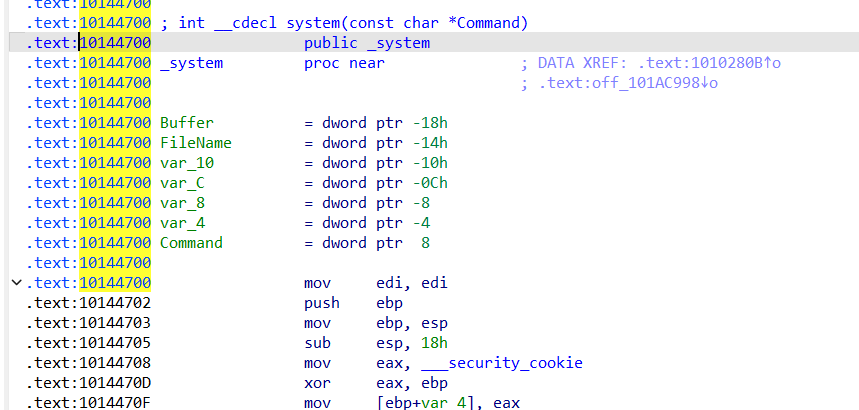 .text:10144700
.text:10144700 ; int __cdecl system(const char *Command)
.text:10144700 public _system
.text:10144700 _system proc near ; DATA XREF: .text:1010280B↑o
.text:10144700 ; .text:off_101AC998↓o
.text:10144700
.text:10144700 Buffer = dword ptr -18h
.text:10144700 FileName = dword ptr -14h
.text:10144700 var_10 = dword ptr -10h
.text:10144700 var_C = dword ptr -0Ch
.text:10144700 var_8 = dword ptr -8
.text:10144700 var_4 = dword ptr -4
.text:10144700 Command = dword ptr 8
.text:10144700
.text:10144700 mov edi, edi
.text:10144702 push ebp
.text:10144703 mov ebp, esp
.text:10144705 sub esp, 18h
.text:10144708 mov eax, ___security_cookie
.text:1014470D xor eax, ebp
.text:1014470F mov [ebp+var_4], eax